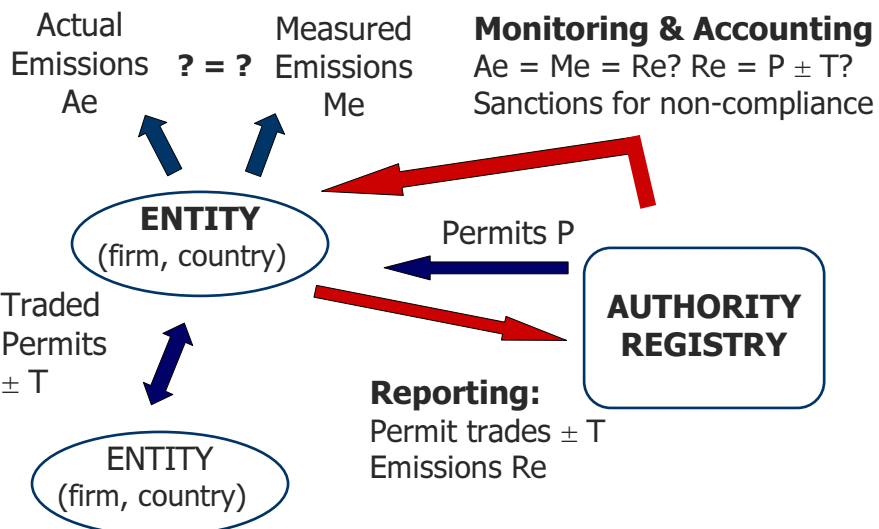 Actual
Emissions
Ae
? = ?
Measured
Emissions
Me
Monitoring & Accounting
Ae = Me = Re? Re = P ± T?
Sanctions for non-compliance
ENTITY
(firm, country)
Permits P
AUTHORITY
REGISTRY
Traded
Permits
± T
Reporting:
Permit trades ± T
Emissions Re
ENTITY
(firm, country)